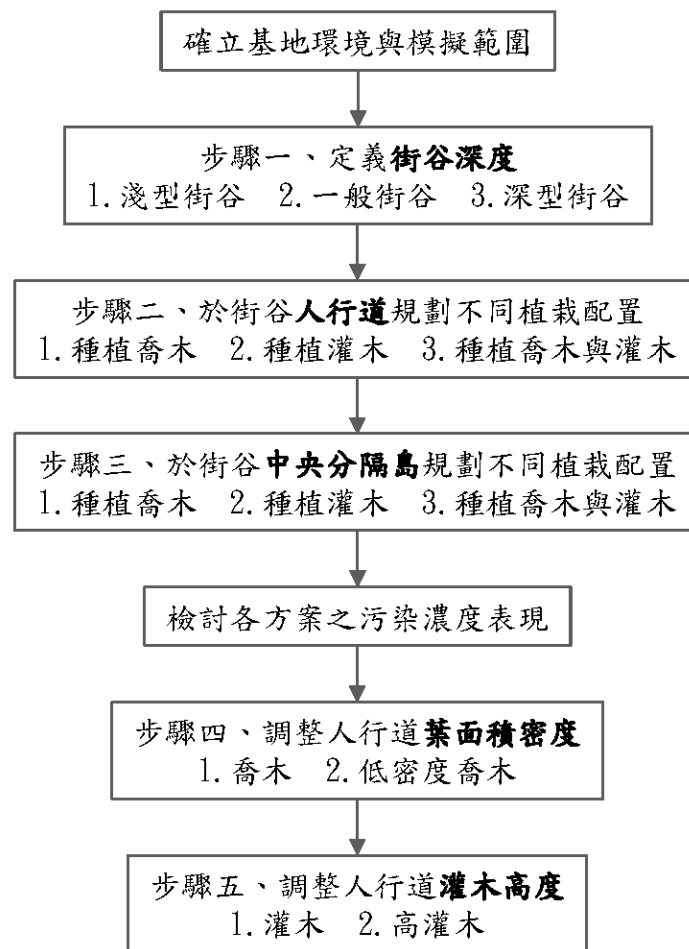 確立基地環境與模擬範圍
步驟一、定義街谷深度
1.淺型街谷 2.一般街谷 3.深型街谷
步驟二、於街谷人行道規劃不同植栽配置
1.種植喬木 2.種植灌木 3.種植喬木與灌木
步驟三、於街谷中央分隔島規劃不同植栽配置
1.種植喬木 2.種植灌木 3.種植喬木與灌木
檢討各方案之污染濃度表現
步驟四、調整人行道葉面積密度
1.喬木 2.低密度喬木
步驟五、調整人行道灌木高度
1.灌木 2.高灌木